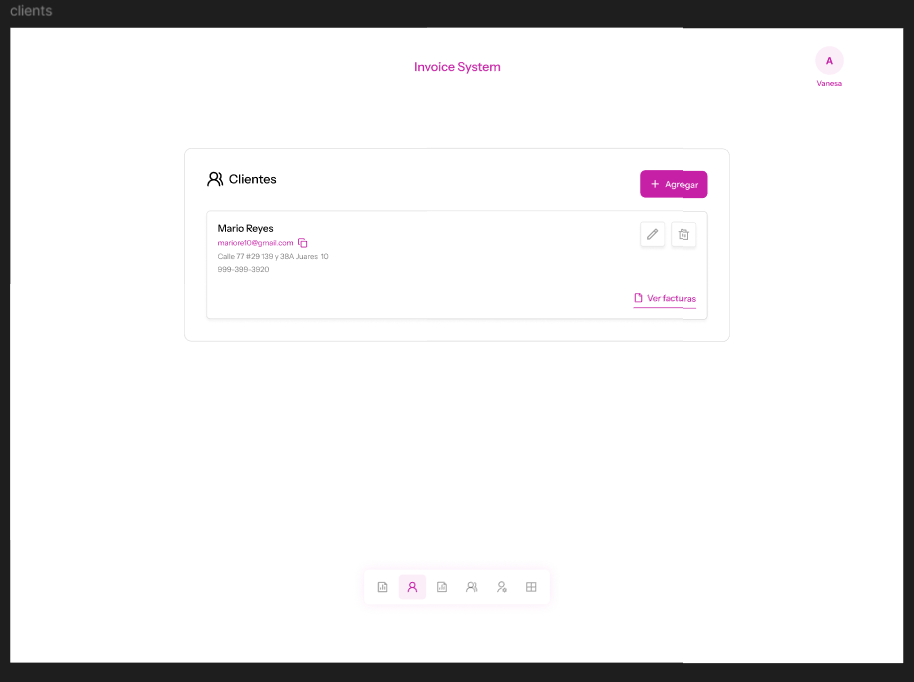 clients
Invoice System
A
Vanesa
Clientes
+ Agregar
Mario Reyes
mariore10@gmail.com
Calle 77 #29 139 y 38A Juares 10
999-399-3920
Ver facturas